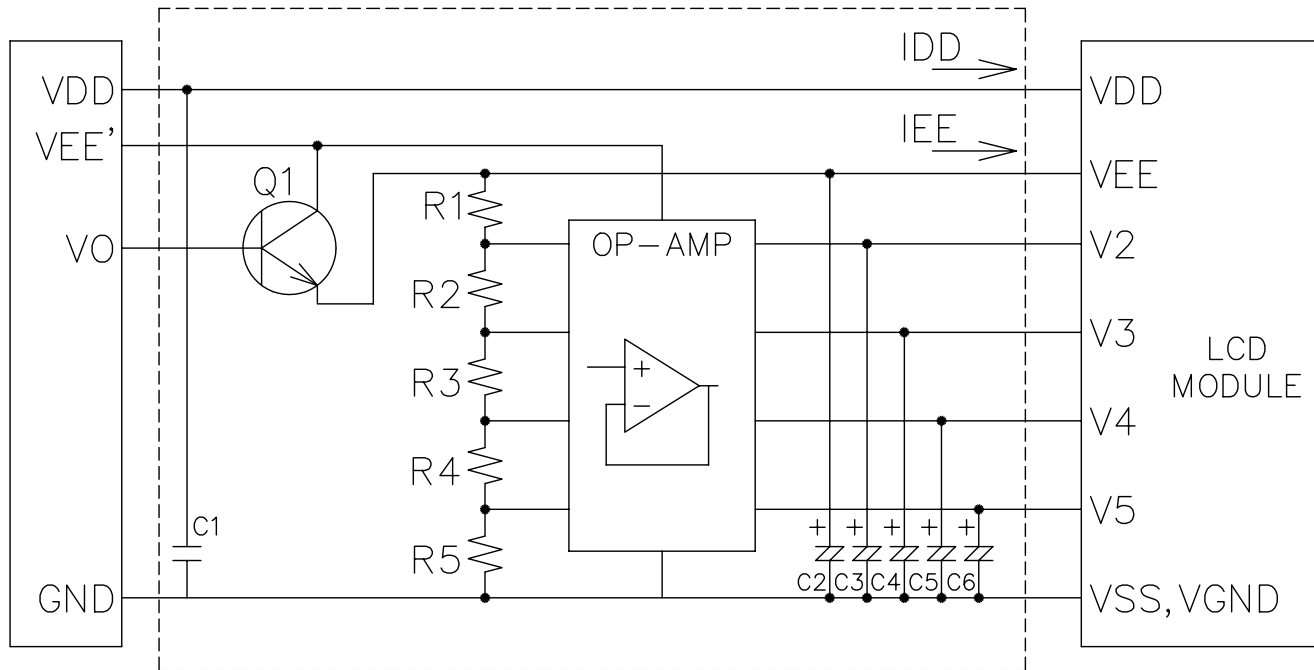 IDD
VDD
VDD
VEE'
IEE
VEE
Q1
R1
VO
OP-AMP
V2
R2
V3
LCD
MODULE
R3
+
−
V4
R4
V5
C1
+ + + + +
R5
C2 C3 C4 C5 C6
GND
VSS,VGND